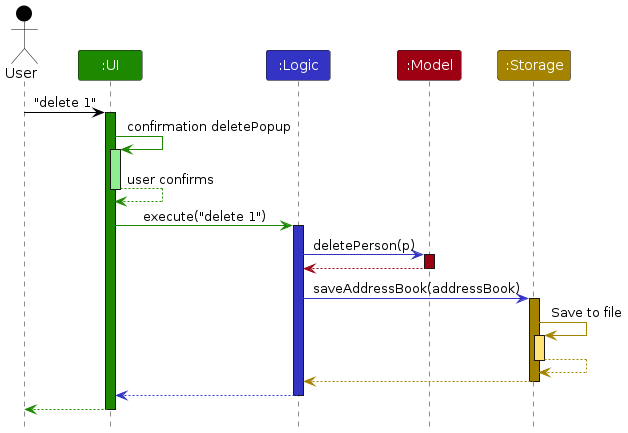 User
:UI
:Logic
:Model
:Storage
"delete 1"
confirmation deletePopup
user confirms
execute("delete 1")
deletePerson(p)
saveAddressBook(addressBook)
Save to file